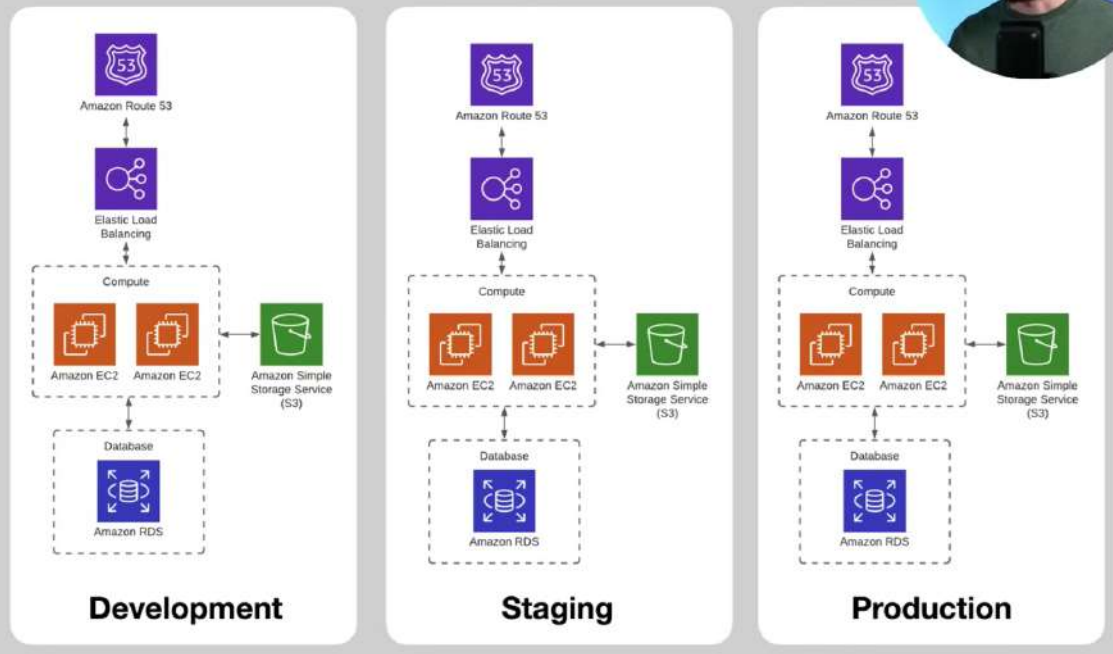 53
Amazon Route 53
Elastic Load
Balancing
Compute
Amazon EC2
Amazon EC2
Amazon Simple
Storage Service
(S3)
Database
Amazon RDS
Development
53
Amazon Route 53
Elastic Load
Balancing
Compute
Amazon EC2
Amazon EC2
Amazon Simple
Storage Service
(S3)
Database
Amazon RDS
Staging
53
Amazon Route 53
Elastic Load
Balancing
Compute
Amazon EC2
Amazon EC2
Amazon Simple
Storage Service
(S3)
Database
Amazon RDS
Production